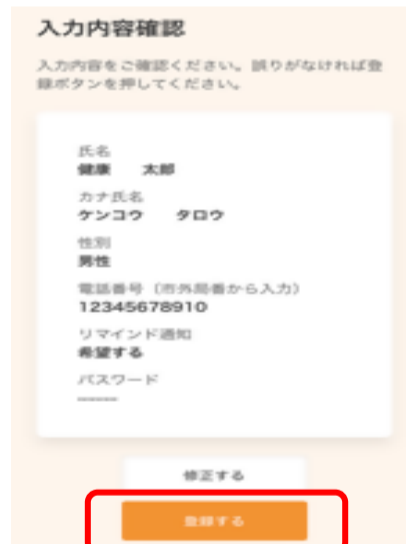 入力内容確認
入力内容をご確認ください。誤りがなければ登
録ボタンを押してください。
氏名
健康　太郎
カナ氏名
ケンコウ　タロウ
性別
男性
電話番号（市外局番から入力）
12345678910
リマインド通知
希望する
パスワード
------
修正する
登録する